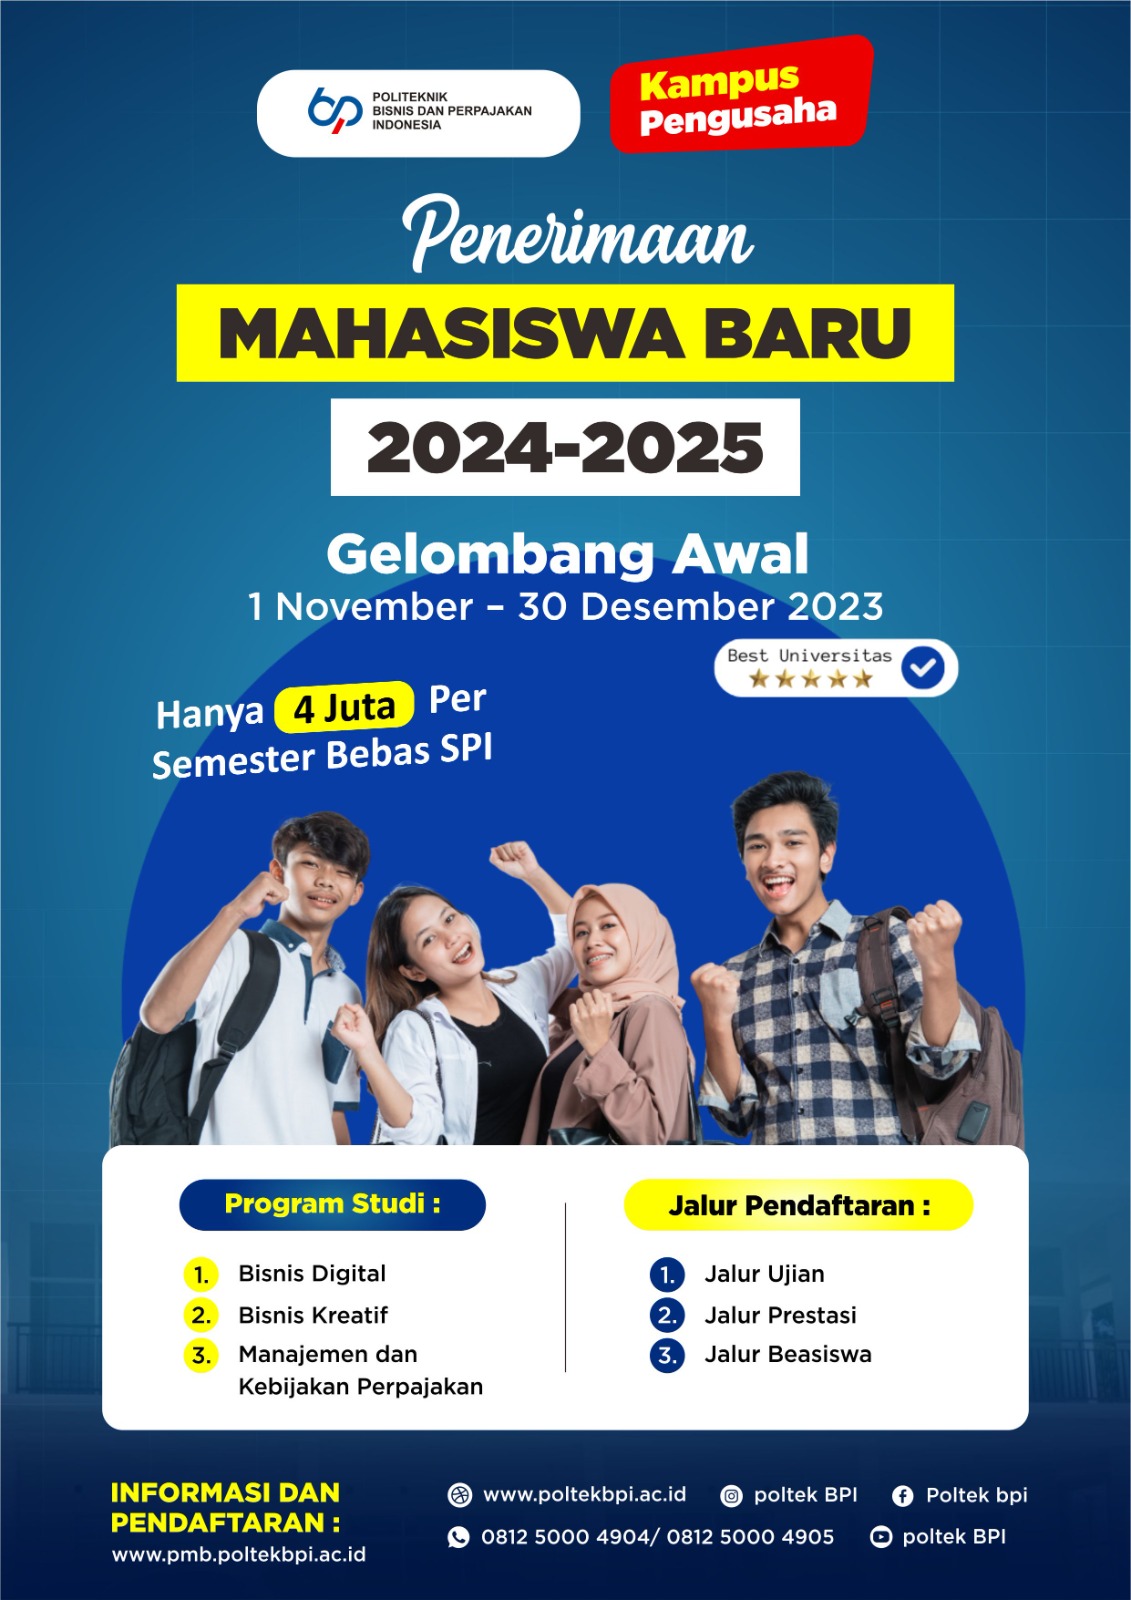 POLITEKNIK
BISNIS DAN PERPAJAKAN
INDONESIA
Kampus
Pengusaha
Penerimaan
MAHASISWA BARU
2024-2025
Gelombang Awal
1 November – 30 Desember 2023
Best Universitas
Hanya 4 Juta Per
Semester Bebas SPI
Program Studi :
1. Bisnis Digital
2. Bisnis Kreatif
3. Manajemen dan
Kebijakan Perpajakan
Jalur Pendaftaran :
1. Jalur Ujian
2. Jalur Prestasi
3. Jalur Beasiswa
INFORMASI DAN
PENDAFTARAN :
www.pmb.poltekbpi.ac.id
www.poltekbpi.ac.id poltek BPI Poltek bpi
0812 5000 4904/ 0812 5000 4905 poltek BPI